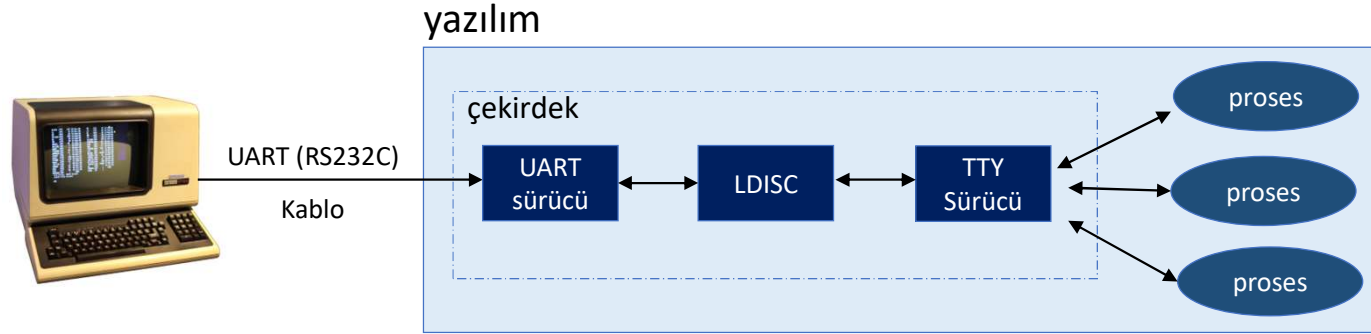 yazılım
çekirdek
UART (RS232C)
Kablo
UART
sürücü
LDISC
TTY
Sürücü
proses
proses
proses